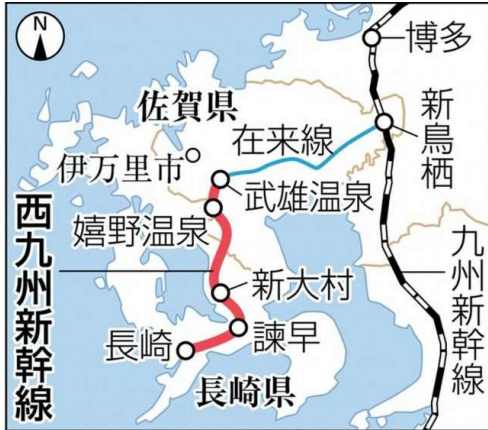 N
博多
佐賀県
新鳥栖
在来線
伊万里市
武雄温泉
嬉野温泉
西九州新幹線
新大村
九州新幹線
諫早
長崎
長崎県